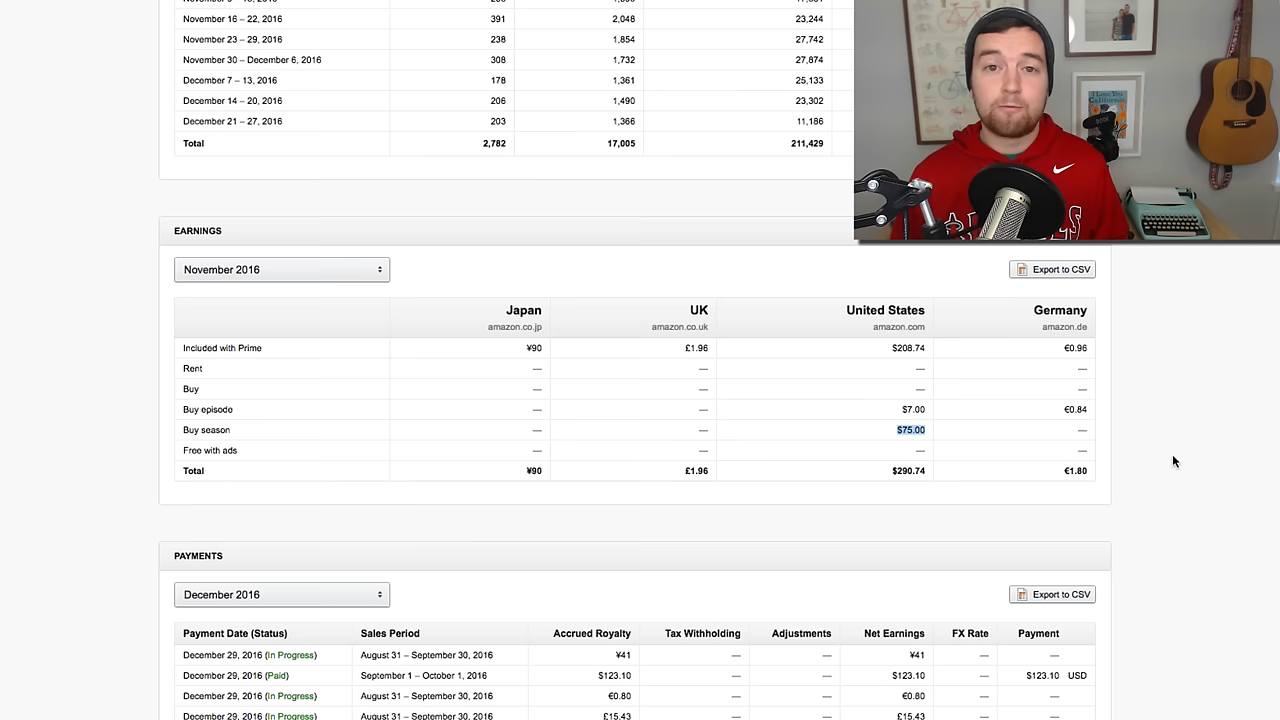 November 16 – 22, 2016 391 2,048 23,244
November 23 – 29, 2016 238 1,854 27,742
November 30 – December 6, 2016 308 1,732 27,874
December 7 – 13, 2016 178 1,361 25,133
December 14 – 20, 2016 206 1,490 23,302
December 21 – 27, 2016 203 1,366 11,186
Total 2,782 17,005 211,429
I Love You
California
RODE
EARNINGS
November 2016 Export to CSV
Japan UK United States Germany
amazon.co.jp amazon.co.uk amazon.com amazon.de
Included with Prime ¥90 £1.96 $208.74 €0.96
Rent — — — —
Buy — — — —
Buy episode — — $7.00 €0.84
Buy season — — $75.00 —
Free with ads — — — —
Total ¥90 £1.96 $290.74 €1.80
PAYMENTS
December 2016 Export to CSV
Payment Date (Status) Sales Period Accrued Royalty Tax Withholding Adjustments Net Earnings FX Rate Payment
December 29, 2016 (In Progress) August 31 – September 30, 2016 ¥41 — — ¥41 — —
December 29, 2016 (Paid) September 1 – October 1, 2016 $123.10 — — $123.10 — $123.10 USD
December 29, 2016 (In Progress) August 31 – September 30, 2016 €0.80 — — €0.80 — —
December 29, 2016 (In Progress) August 31 – September 30, 2016 £15.43 — — £15.43 — —